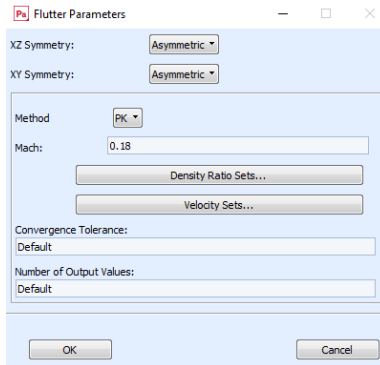 Pa Flutter Parameters
XZ Symmetry: Asymmetric
XY Symmetry: Asymmetric
Method PK
Mach: 0.18
Density Ratio Sets...
Velocity Sets...
Convergence Tolerance:
Default
Number of Output Values:
Default
OK Cancel